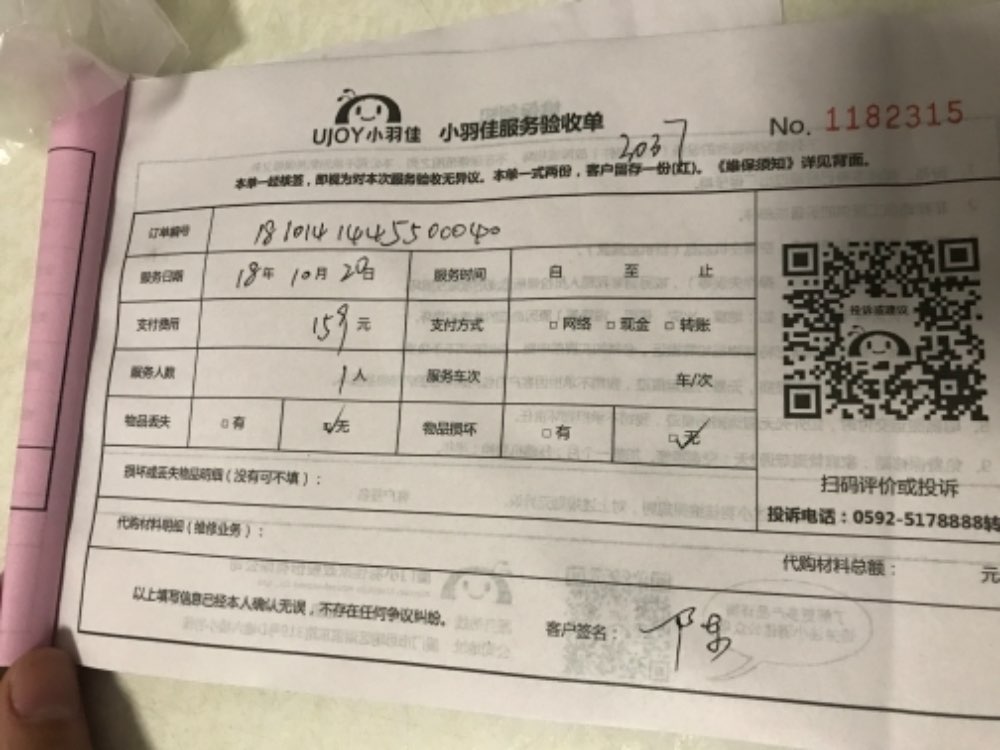 UJOY小羽佳 小羽佳服务验收单 No. 1182315
2037
本单一经核签，即视为对本次服务验收无异议。本单一式两份，客户留存一份(红)。《维保须知》详见背面。
订单编号 181014144550040
服务日期 18年10月20日 服务时间 自 至 止
支付费用 159元 支付方式 □网络 □现金 □转账
服务人数 1人 服务车次 车/次
物品丢失 □有 ☑无 物品损坏 □有 ☑无
投诉或建议
扫码评价或投诉
投诉电话：0592-5178888转
损坏或丢失物品明细（没有可不填）：
代购材料明细（维修业务）：
代购材料总额： 元
以上填写信息已经本人确认无误，不存在任何争议纠纷。
客户签名：